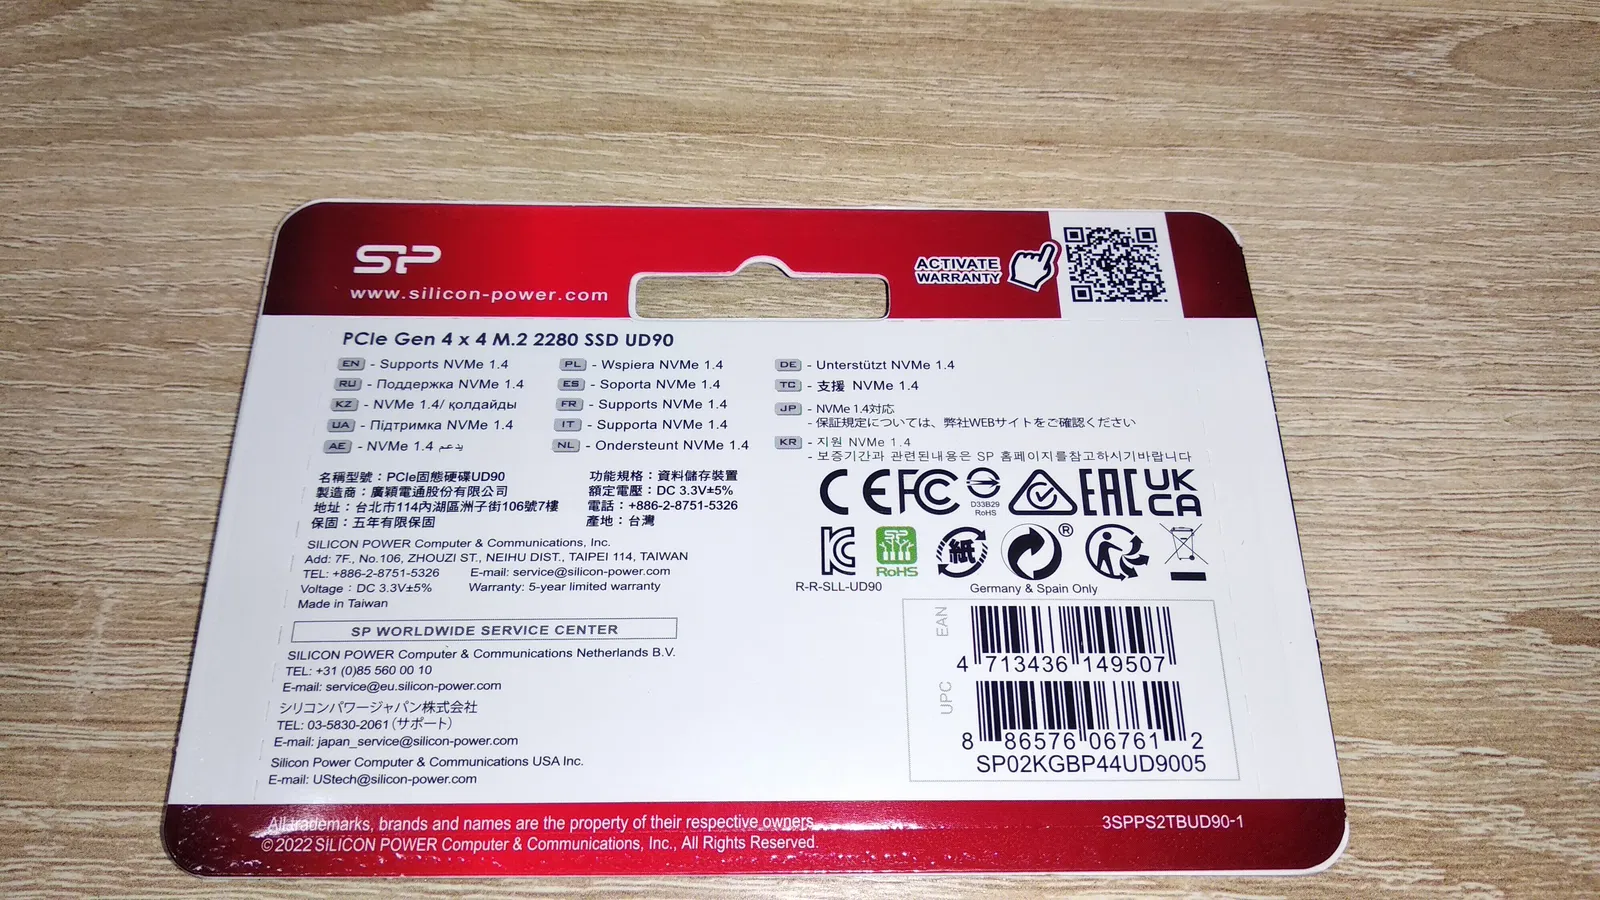 SP
www.silicon-power.com
ACTIVATE
WARRANTY
PCIe Gen 4 x 4 M.2 2280 SSD UD90
EN - Supports NVMe 1.4
RU - Поддержка NVMe 1.4
KZ - NVMe 1.4/ қолдайды
UA - Підтримка NVMe 1.4
AE - NVMe 1.4 يدعم
PL - Wspiera NVMe 1.4
ES - Soporta NVMe 1.4
FR - Supports NVMe 1.4
IT - Supporta NVMe 1.4
NL - Ondersteunt NVMe 1.4
DE - Unterstützt NVMe 1.4
TC - 支援 NVMe 1.4
JP - NVMe 1.4対応
- 保証規定については、弊社WEBサイトをご確認ください
KR - 지원 NVMe 1.4
- 보증기간과 관련된내용은 SP 홈페이지를참고하시기바랍니다
名稱型號：PCIe固態硬碟UD90
製造商：廣穎電通股份有限公司
地址：台北市114內湖區洲子街106號7樓
保固：五年有限保固
功能規格：資料儲存裝置
額定電壓：DC 3.3V±5%
電話：+886-2-8751-5326
產地：台灣
SILICON POWER Computer & Communications, Inc.
Add: 7F., No.106, ZHOUZI ST., NEIHU DIST., TAIPEI 114, TAIWAN
TEL: +886-2-8751-5326 E-mail: service@silicon-power.com
Voltage : DC 3.3V±5% Warranty: 5-year limited warranty
Made in Taiwan
CE FC D33B29 RoHS EAC UK CA
KC SP RoHS 紙 ®
R-R-SLL-UD90
Germany & Spain Only
SP WORLDWIDE SERVICE CENTER
SILICON POWER Computer & Communications Netherlands B.V.
TEL: +31 (0)85 560 00 10
E-mail: service@eu.silicon-power.com
シリコンパワージャパン株式会社
TEL: 03-5830-2061（サポート）
E-mail: japan_service@silicon-power.com
Silicon Power Computer & Communications USA Inc.
E-mail: UStech@silicon-power.com
EAN
4 713436 149507
UPC
8 86576 06761 2
SP02KGBP44UD9005
All trademarks, brands and names are the property of their respective owners.
©2022 SILICON POWER Computer & Communications, Inc., All Rights Reserved.
3SPPS2TBUD90-1